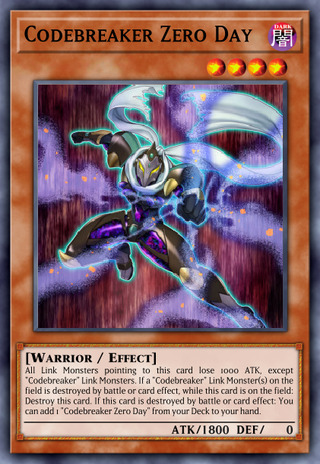 Codebreaker Zero Day
DARK
闇
[Warrior / Effect]
All Link Monsters pointing to this card lose 1000 ATK, except
"Codebreaker" Link Monsters. If a "Codebreaker" Link Monster(s) on the
field is destroyed by battle or card effect, while this card is on the field:
Destroy this card. If this card is destroyed by battle or card effect: You
can add 1 "Codebreaker Zero Day" from your Deck to your hand.
ATK/1800 DEF/ 0